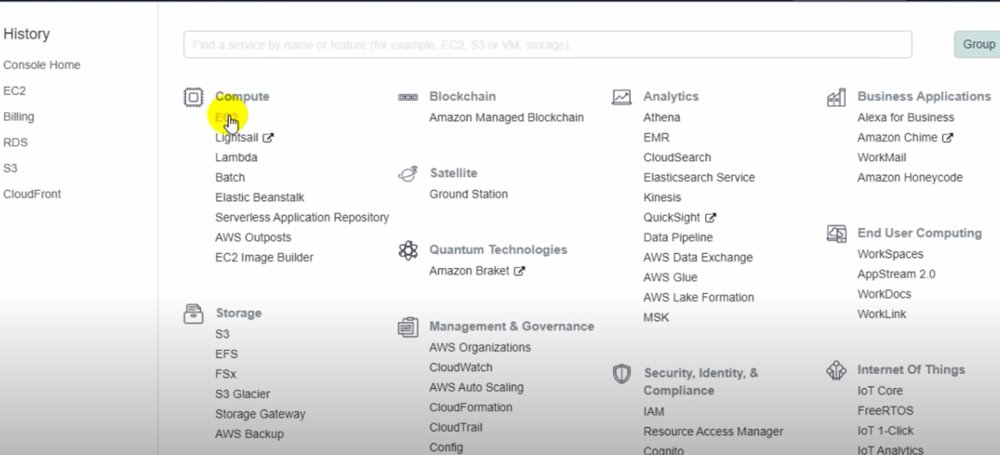 History
Console Home
EC2
Billing
RDS
S3
CloudFront
Find a service by name or feature (for example, EC2, S3 or VM, storage).
Group
Compute
EC2
Lightsail
Lambda
Batch
Elastic Beanstalk
Serverless Application Repository
AWS Outposts
EC2 Image Builder
Storage
S3
EFS
FSx
S3 Glacier
Storage Gateway
AWS Backup
Blockchain
Amazon Managed Blockchain
Satellite
Ground Station
Quantum Technologies
Amazon Braket
Management & Governance
AWS Organizations
CloudWatch
AWS Auto Scaling
CloudFormation
CloudTrail
Config
Analytics
Athena
EMR
CloudSearch
Elasticsearch Service
Kinesis
QuickSight
Data Pipeline
AWS Data Exchange
AWS Glue
AWS Lake Formation
MSK
Security, Identity, &
Compliance
IAM
Resource Access Manager
Cognito
Business Applications
Alexa for Business
Amazon Chime
WorkMail
Amazon Honeycode
End User Computing
WorkSpaces
AppStream 2.0
WorkDocs
WorkLink
Internet Of Things
IoT Core
FreeRTOS
IoT 1-Click
IoT Analytics